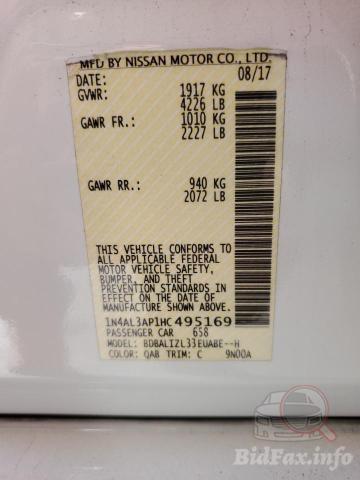 MFD BY NISSAN MOTOR CO., LTD.
DATE: 08/17
GVWR: 1917 KG
4226 LB
GAWR FR.: 1010 KG
2227 LB
GAWR RR.: 940 KG
2072 LB
THIS VEHICLE CONFORMS TO
ALL APPLICABLE FEDERAL
MOTOR VEHICLE SAFETY,
BUMPER, AND THEFT
PREVENTION STANDARDS IN
EFFECT ON THE DATE OF
MANUFACTURE SHOWN ABOVE.
1N4AL3AP1HC495169
PASSENGER CAR 658
MODEL: BDBALIZL33EUABE--H
COLOR: QAB TRIM: C 9N00A
BidFax.info